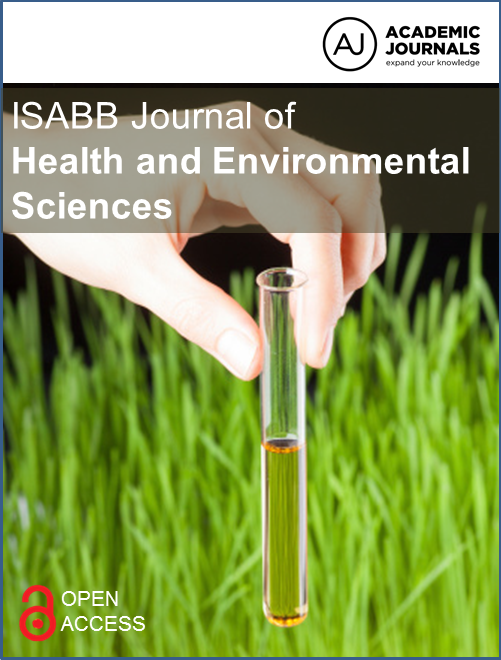 AJ
ACADEMIC
JOURNALS
expand your knowledge
ISABB Journal of
Health and Environmental
Sciences
OPEN
ACCESS